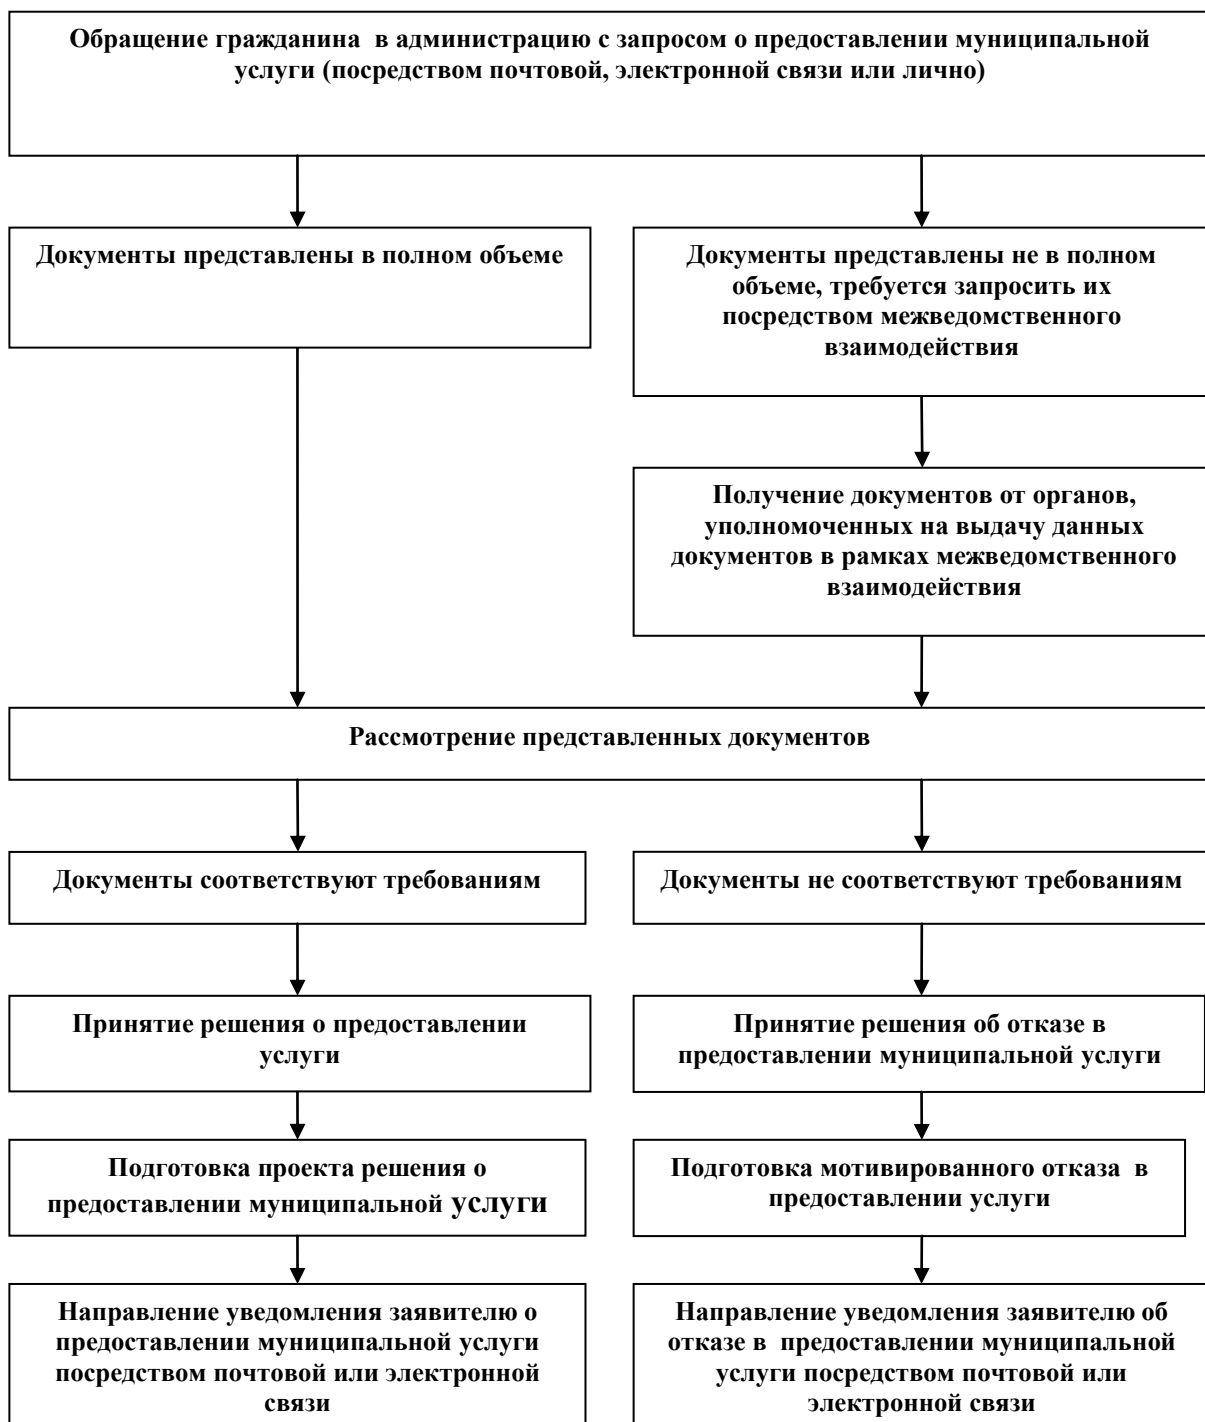 Обращение гражданина  в администрацию с запросом о предоставлении муниципальной
услуги (посредством почтовой, электронной связи или лично)
Документы представлены в полном объеме
Документы представлены не в полном
объеме, требуется запросить их
посредством межведомственного
взаимодействия
Получение документов от органов,
уполномоченных на выдачу данных
документов в рамках межведомственного
взаимодействия
Рассмотрение представленных документов
Документы соответствуют требованиям
Документы не соответствуют требованиям
Принятие решения о предоставлении
услуги
Принятие решения об отказе в
предоставлении муниципальной услуги
Подготовка проекта решения о
предоставлении муниципальной услуги
Подготовка мотивированного отказа  в
предоставлении услуги
Направление уведомления заявителю о
предоставлении муниципальной услуги
посредством почтовой или электронной
связи
Направление уведомления заявителю об
отказе в  предоставлении муниципальной
услуги посредством почтовой или
электронной связи